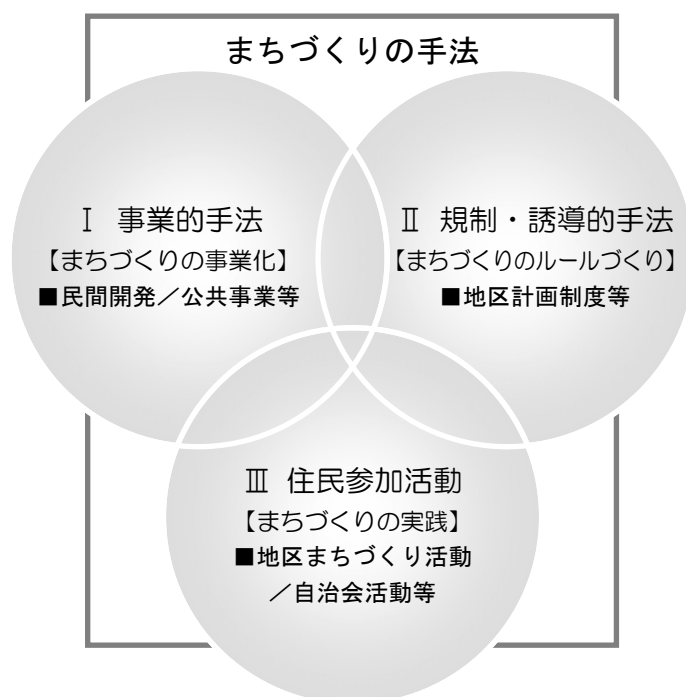 まちづくりの手法
Ⅰ 事業的手法
【まちづくりの事業化】
■民間開発／公共事業等
Ⅱ 規制・誘導的手法
【まちづくりのルールづくり】
■地区計画制度等
Ⅲ 住民参加活動
【まちづくりの実践】
■地区まちづくり活動
／自治会活動等